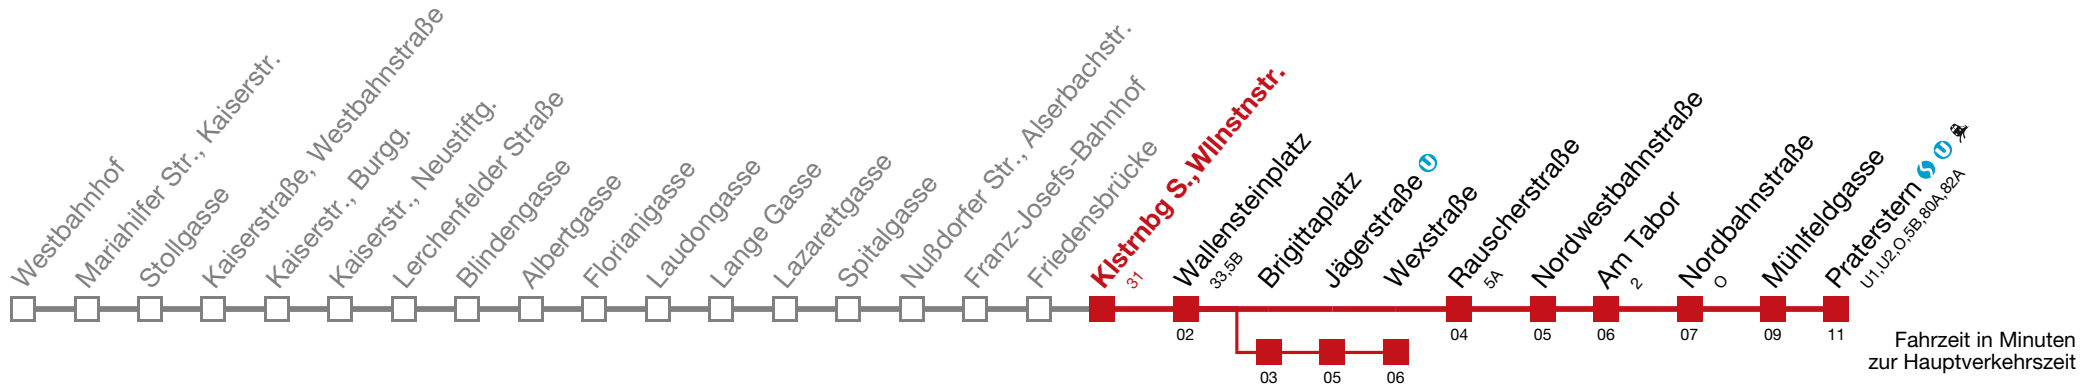 Westbahnhof
Mariahilfer Str., Kaiserstr.
Stollgasse
Kaiserstraße, Westbahnstraße
Kaiserstr., Burgg.
Kaiserstr., Neustiftg.
Lerchenfelder Straße
Blindengasse
Albertgasse
Florianigasse
Laudongasse
Lange Gasse
Lazarettgasse
Spitalgasse
Nußdorfer Str., Alserbachstr.
Franz-Josefs-Bahnhof
Friedensbrücke
Klstrnbg S., Wllnstnstr.
31
Wallensteinplatz
33,5B
02
Brigittaplatz
03
Jägerstraße U
05
Wexstraße
06
Rauscherstraße
5A
04
Nordwestbahnstraße
05
Am Tabor
2
06
Nordbahnstraße
O
07
Mühlfeldgasse
09
Praterstern S U
U1,U2,O,5B,80A,82A
11
Fahrzeit in Minuten
zur Hauptverkehrszeit